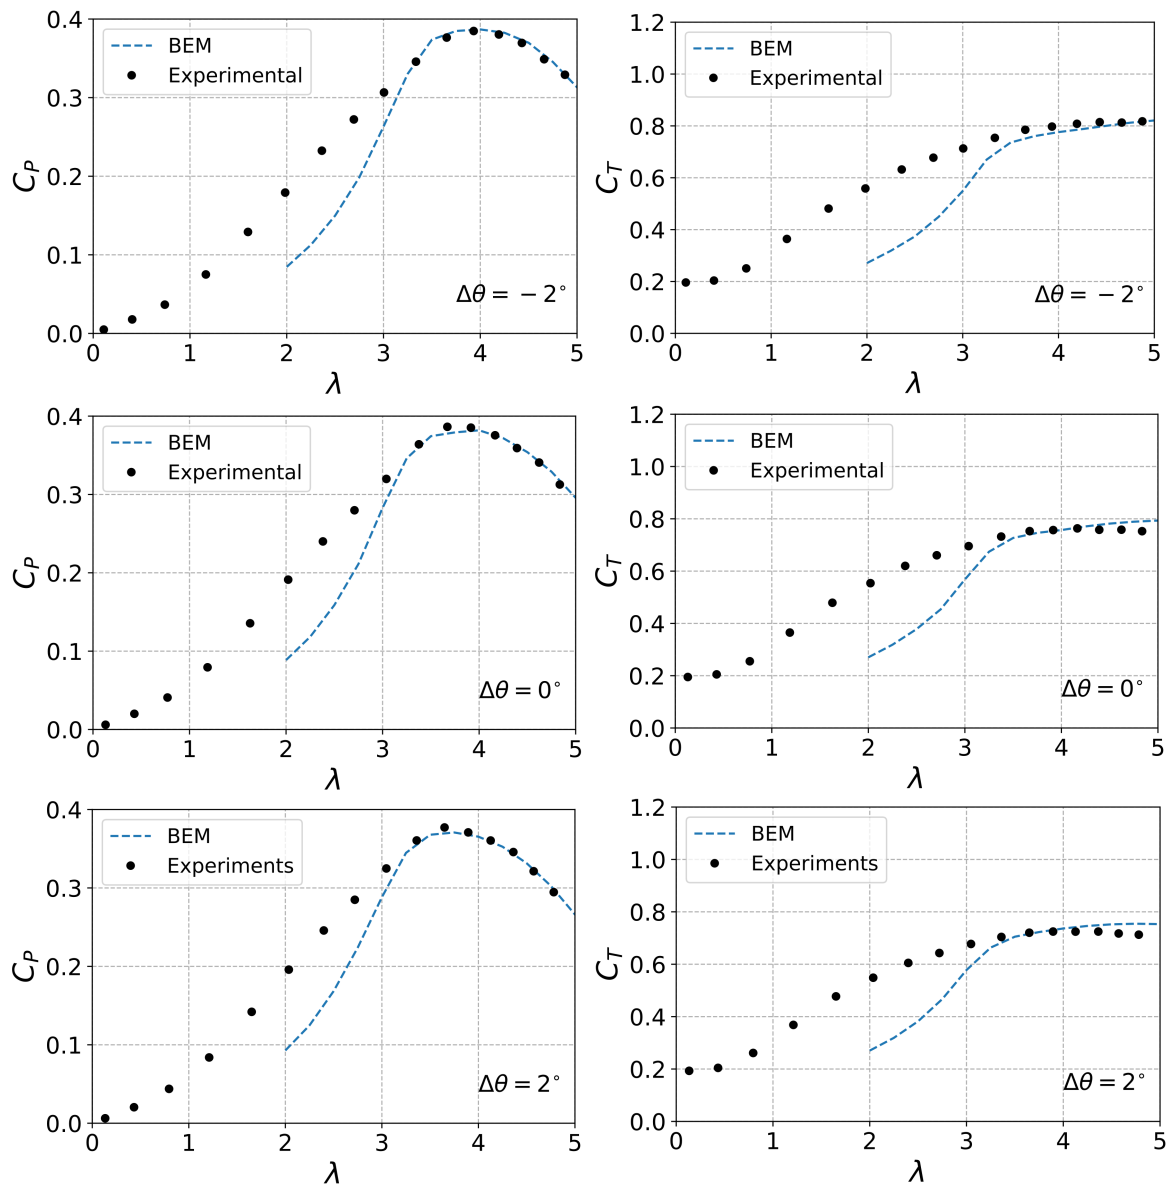 0.4
0.3
0.2
0.1
0.0
C_P
BEM
Experimental
Δθ = −2°
0 1 2 3 4 5
λ
1.2
1.0
0.8
0.6
0.4
0.2
0.0
C_T
BEM
Experimental
Δθ = −2°
0 1 2 3 4 5
λ
0.4
0.3
0.2
0.1
0.0
C_P
BEM
Experimental
Δθ = 0°
0 1 2 3 4 5
λ
1.2
1.0
0.8
0.6
0.4
0.2
0.0
C_T
BEM
Experimental
Δθ = 0°
0 1 2 3 4 5
λ
0.4
0.3
0.2
0.1
0.0
C_P
BEM
Experiments
Δθ = 2°
0 1 2 3 4 5
λ
1.2
1.0
0.8
0.6
0.4
0.2
0.0
C_T
BEM
Experiments
Δθ = 2°
0 1 2 3 4 5
λ